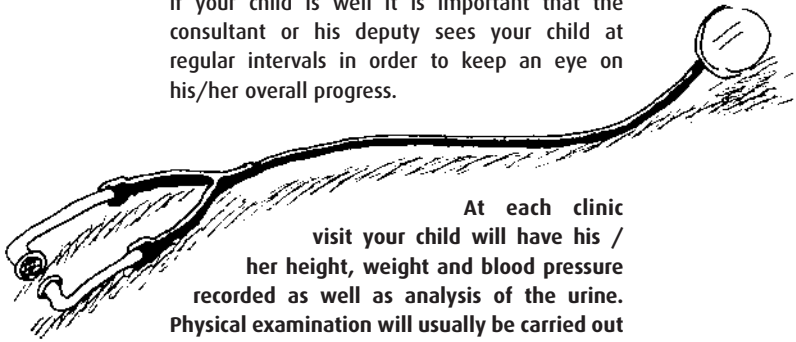 If your child is well it is important that the
consultant or his deputy sees your child at
regular intervals in order to keep an eye on
his/her overall progress.
At each clinic
visit your child will have his /
her height, weight and blood pressure
recorded as well as analysis of the urine.
Physical examination will usually be carried out